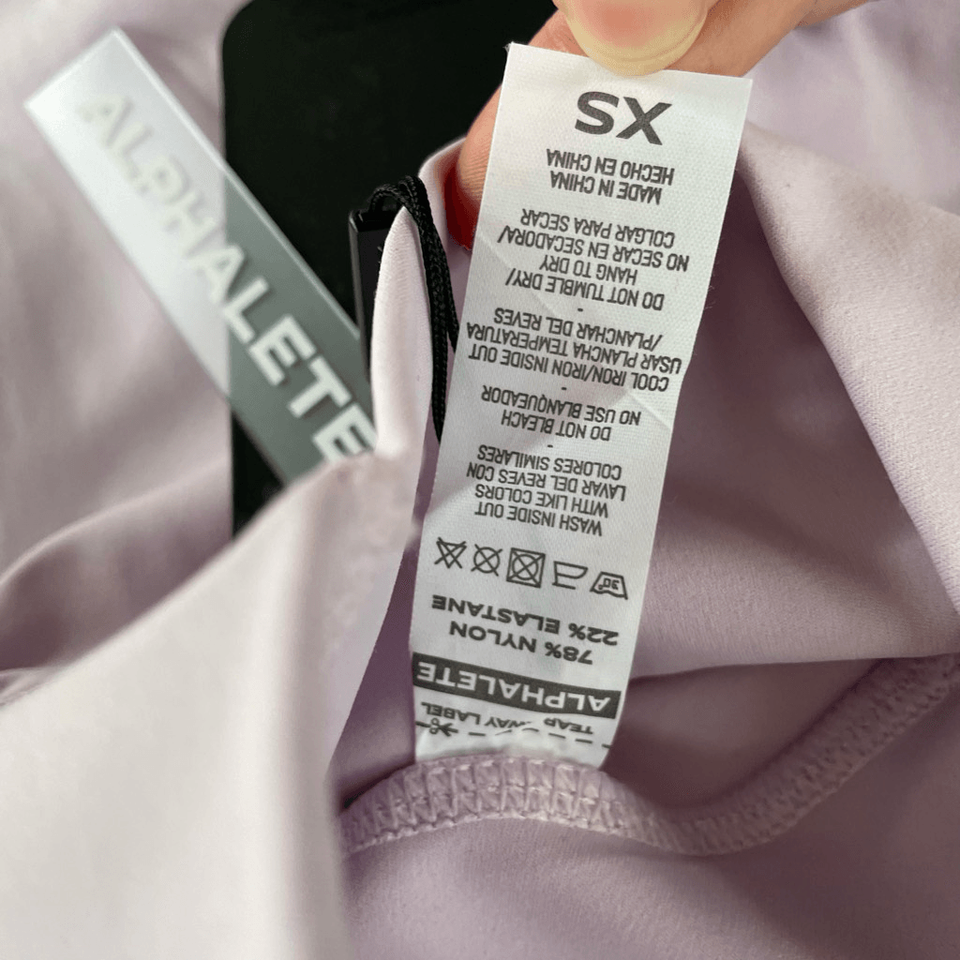 ALPHALETE
TEAR AWAY LABEL
ALPHALETE
78% NYLON
22% ELASTANE
30°
WASH INSIDE OUT
WITH LIKE COLORS
LAVAR DEL REVES CON
COLORES SIMILARES
-
DO NOT BLEACH
NO USE BLANQUEADOR
-
COOL IRON/IRON INSIDE OUT
USAR PLANCHA TEMPERATURA
/PLANCHAR DEL REVES
-
DO NOT TUMBLE DRY/
HANG TO DRY
NO SECAR EN SECADORA/
COLGAR PARA SECAR
MADE IN CHINA
HECHO EN CHINA
XS